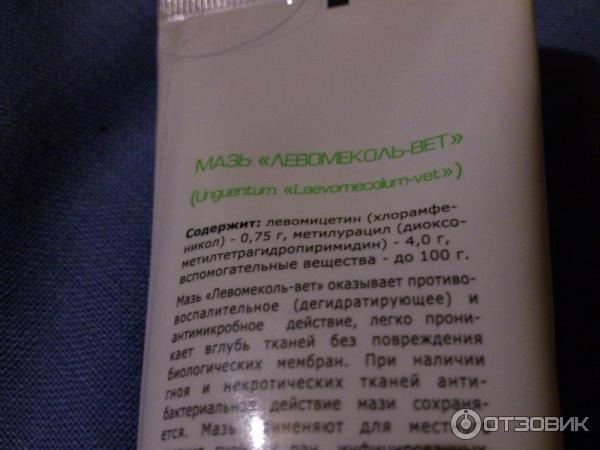 МАЗЬ «ЛЕВОМЕКОЛЬ-ВЕТ»
(Unguentum «Laevomecolum-vet»)
Содержит: левомицетин (хлорамфе-
никол) - 0,75 г, метилурацил (диоксо-
метилтетрагидропиримидин) - 4,0 г,
вспомогательные вещества - до 100 г.
Мазь «Левомеколь-вет» оказывает противо-
воспалительное (дегидратирующее) и
антимикробное действие, легко прони-
кает вглубь тканей без повреждения
биологических мембран. При наличии
гноя и некротических тканей анти-
бактериальное действие мази сохраня-
ется. Мазь применяют для
ран, инфицированных
ОТЗОВИК